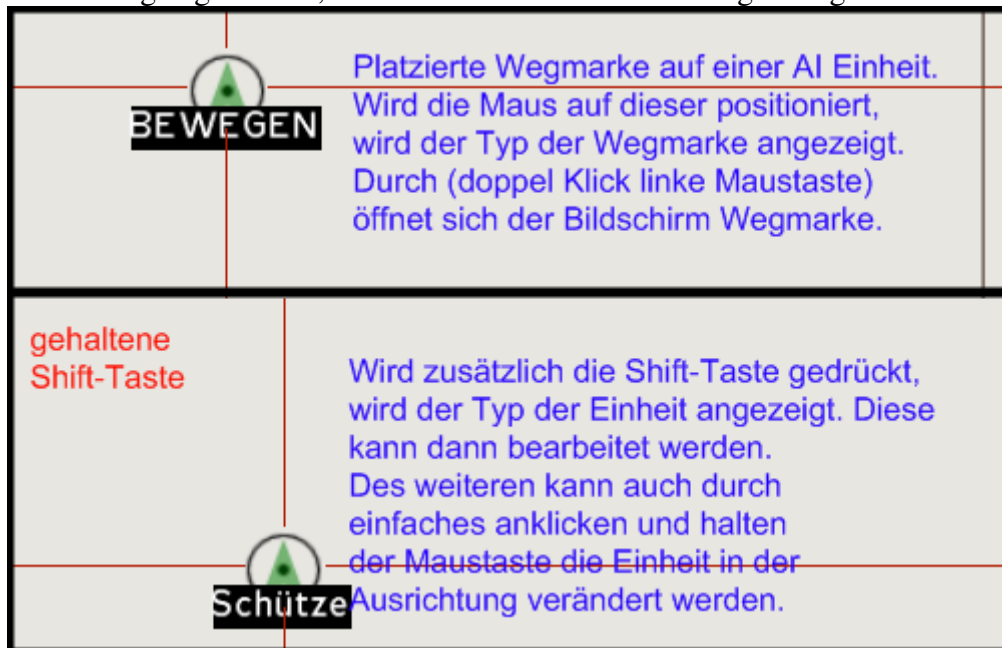 Platzierte Wegmarke auf einer AI Einheit.
Wird die Maus auf dieser positioniert,
BEWEGEN
wird der Typ der Wegmarke angezeigt.
Durch (doppel Klick linke Maustaste)
öffnet sich der Bildschirm Wegmarke.
gehaltene
Shift-Taste
Wird zusätzlich die Shift-Taste gedrückt,
wird der Typ der Einheit angezeigt. Diese
kann dann bearbeitet werden.
Des weiteren kann auch durch
einfaches anklicken und halten
der Maustaste die Einheit in der
Ausrichtung verändert werden.
Schütze